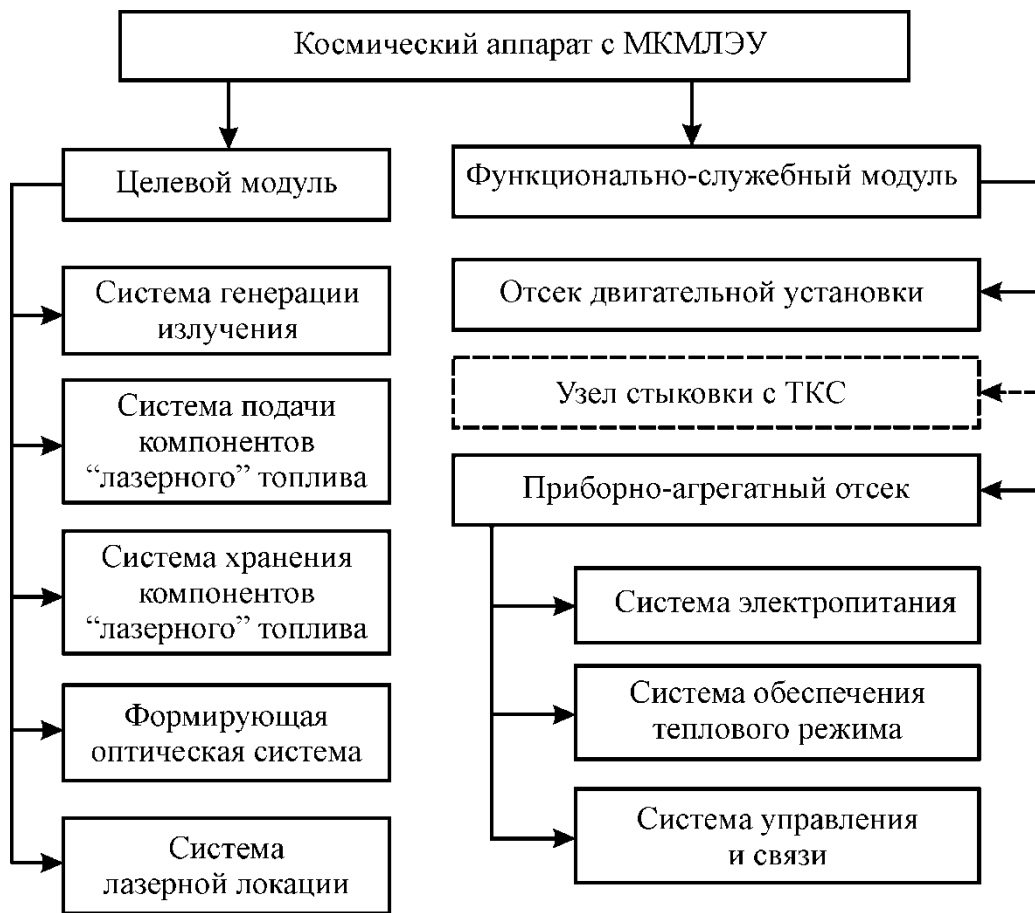 Космический аппарат с МКМЛЭУ
Целевой модуль
Система генерации
излучения
Система подачи
компонентов
“лазерного” топлива
Система хранения
компонентов
“лазерного” топлива
Формирующая
оптическая система
Система
лазерной локации
Функционально-служебный модуль
Отсек двигательной установки
Узел стыковки с ТКС
Приборно-агрегатный отсек
Система электропитания
Система обеспечения
теплового режима
Система управления
и связи